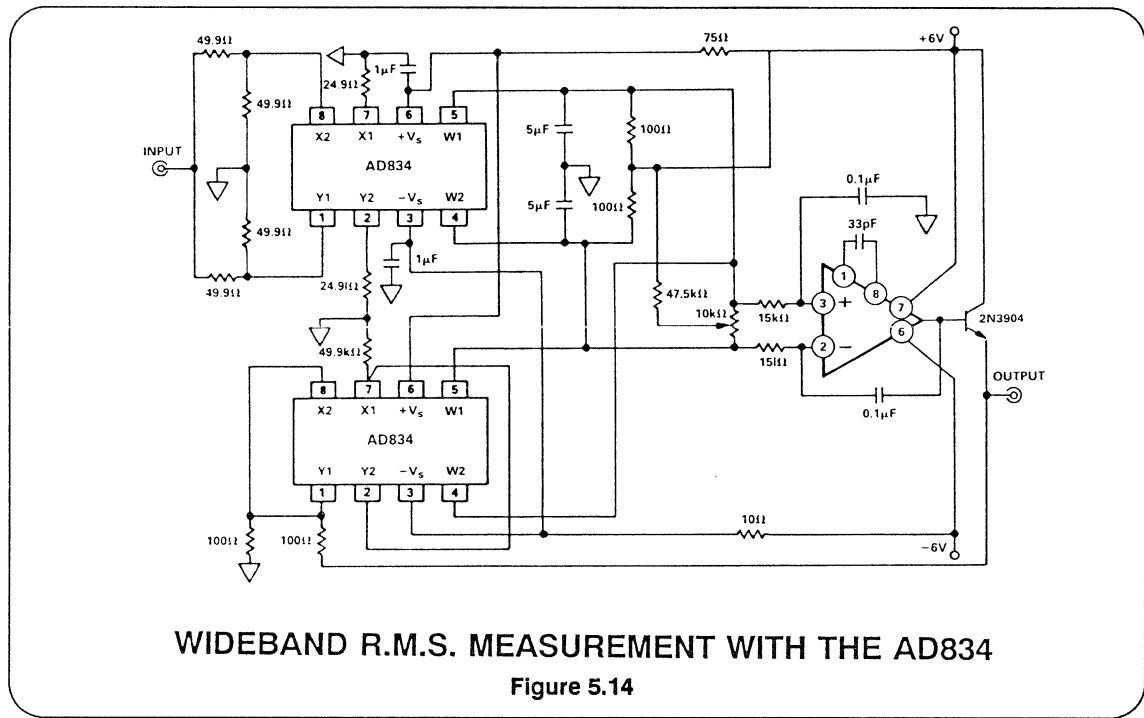 49.9Ω
24.9Ω
1µF
75Ω
+6V
49.9Ω
8 7 6 5
X2 X1 +Vs W1
AD834
Y1 Y2 −Vs W2
1 2 3 4
INPUT
49.9Ω
49.9Ω
5µF
100Ω
5µF
100Ω
0.1µF
33pF
1µF
24.9IΩ
49.9kΩ
47.5kΩ
10kΩ
15kΩ
15IΩ
1
8
3 +
7
2 −
6
2N3904
OUTPUT
0.1µF
8 7 6 5
X2 X1 +Vs W1
AD834
Y1 Y2 −Vs W2
1 2 3 4
100Ω
100Ω
10Ω
−6V
WIDEBAND R.M.S. MEASUREMENT WITH THE AD834
Figure 5.14